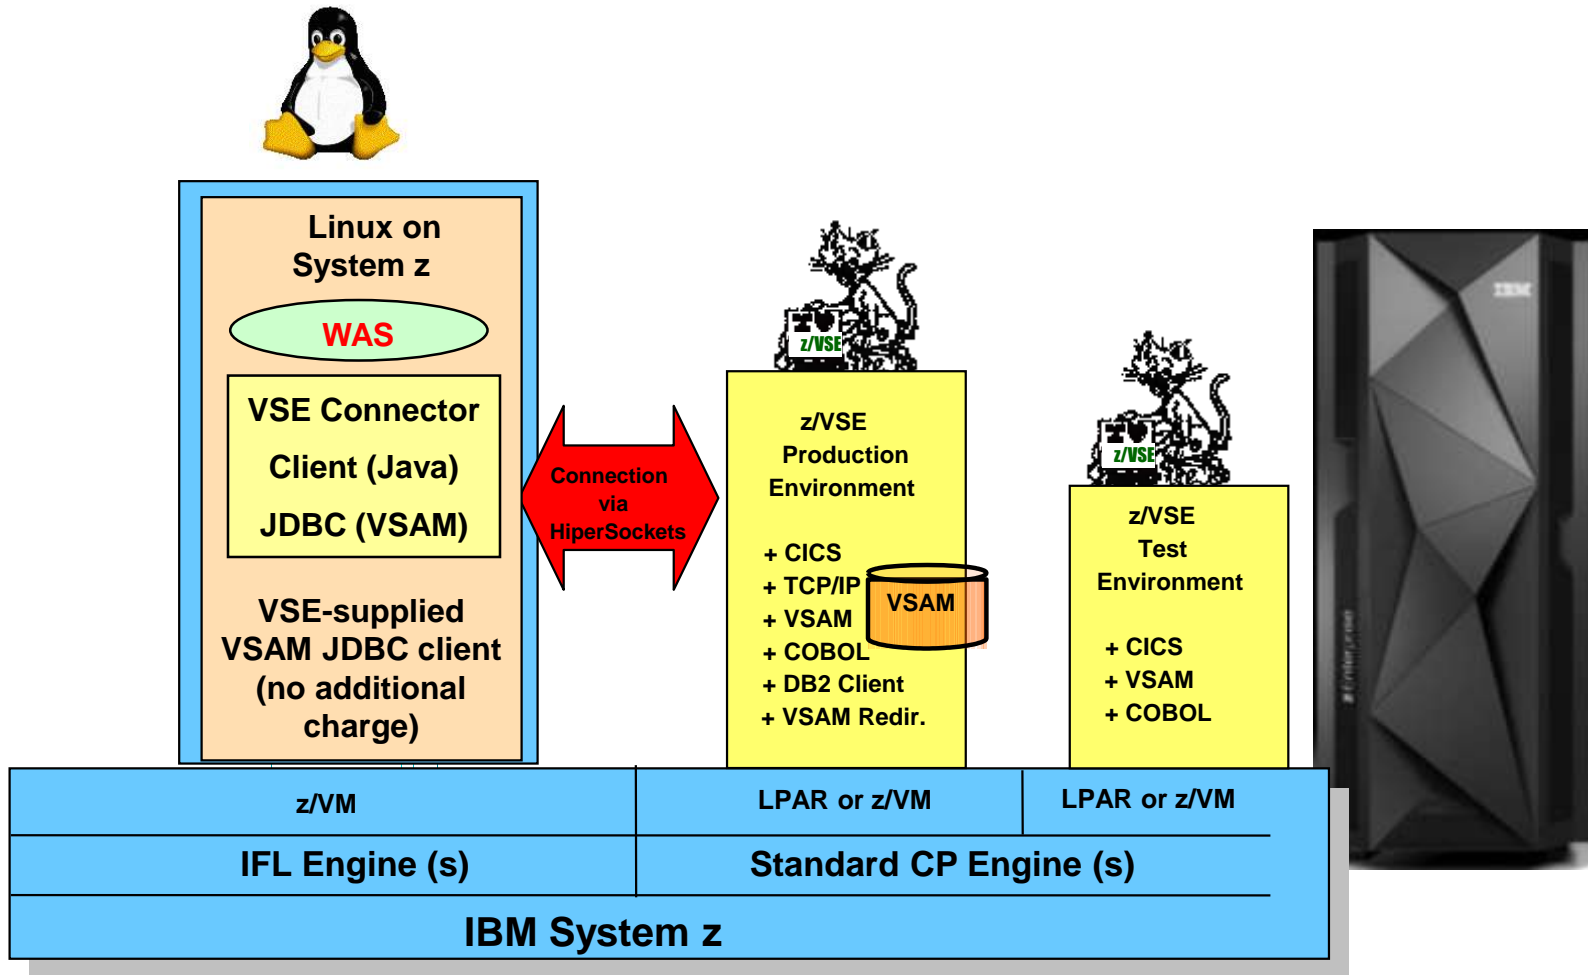 Linux on
System z
WAS
VSE Connector
Client (Java)
JDBC (VSAM)
VSE-supplied
VSAM JDBC client
(no additional
charge)
Connection
via
HiperSockets
I
z/VSE
z/VSE
Production
Environment
+ CICS
+ TCP/IP
+ VSAM
+ COBOL
+ DB2 Client
+ VSAM Redir.
VSAM
I
z/VSE
z/VSE
Test
Environment
+ CICS
+ VSAM
+ COBOL
IBM
z/VM
LPAR or z/VM
LPAR or z/VM
IFL Engine (s)
Standard CP Engine (s)
IBM System z